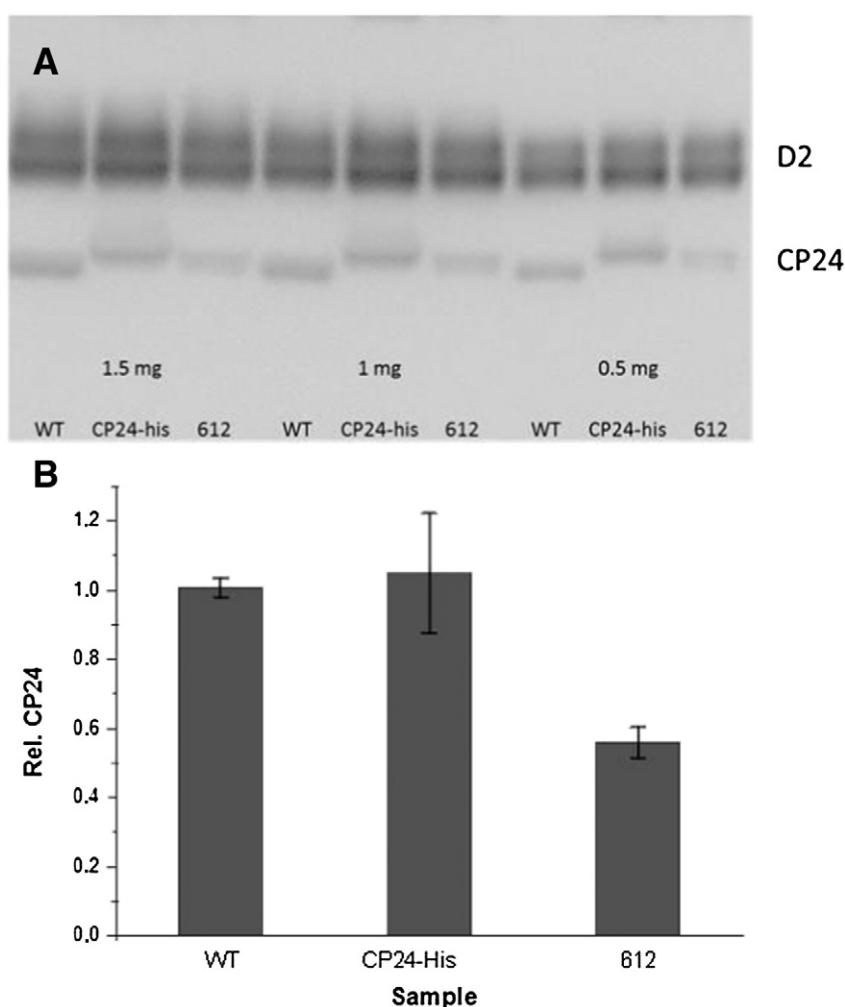 A
D2
CP24
1.5 mg 1 mg 0.5 mg
WT CP24-his 612 WT CP24-his 612 WT CP24-his 612
B
1.2
1.0
0.8
0.6
0.4
0.2
0.0
Rel. CP24
WT CP24-His 612
Sample